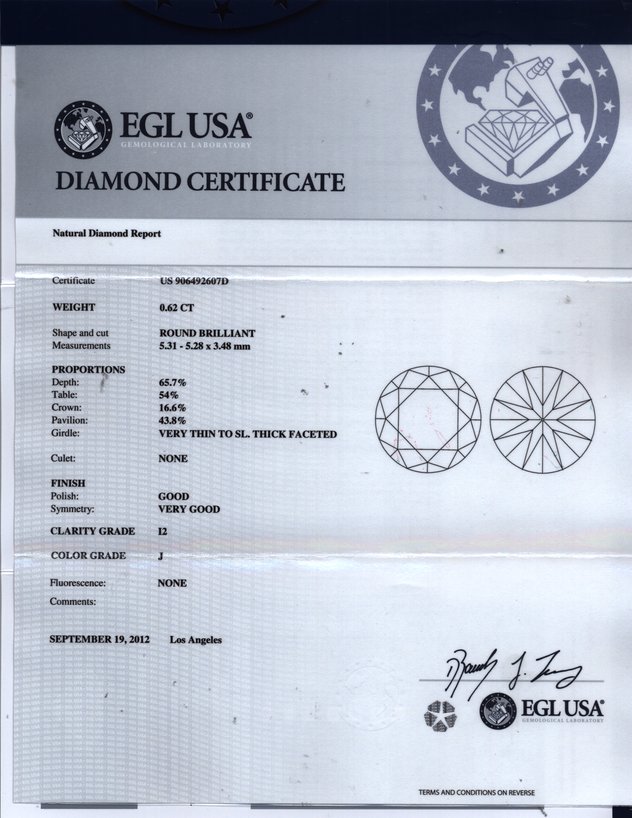 EGL USA®
GEMOLOGICAL LABORATORY
DIAMOND CERTIFICATE
Natural Diamond Report
Certificate US 906492607D
WEIGHT 0.62 CT
Shape and cut ROUND BRILLIANT
Measurements 5.31 - 5.28 x 3.48 mm
PROPORTIONS
Depth: 65.7%
Table: 54%
Crown: 16.6%
Pavilion: 43.8%
Girdle: VERY THIN TO SL. THICK FACETED
Culet: NONE
FINISH
Polish: GOOD
Symmetry: VERY GOOD
CLARITY GRADE I2
COLOR GRADE J
Fluorescence: NONE
Comments:
SEPTEMBER 19, 2012 Los Angeles
EGL USA®
GEMOLOGICAL LABORATORY
TERMS AND CONDITIONS ON REVERSE